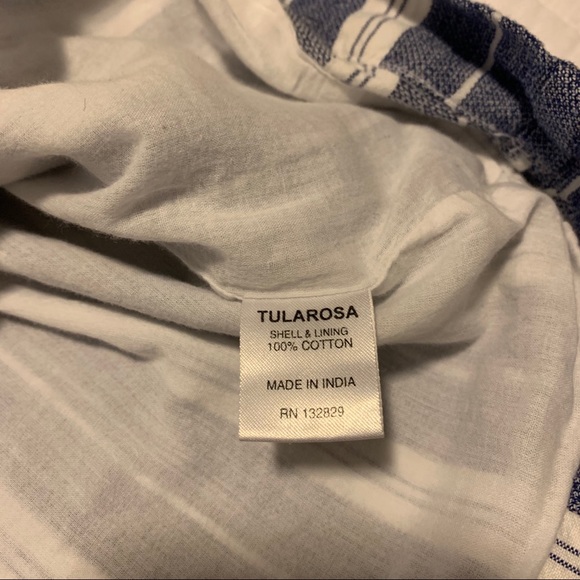 TULAROSA
SHELL & LINING
100% COTTON
MADE IN INDIA
RN 132829